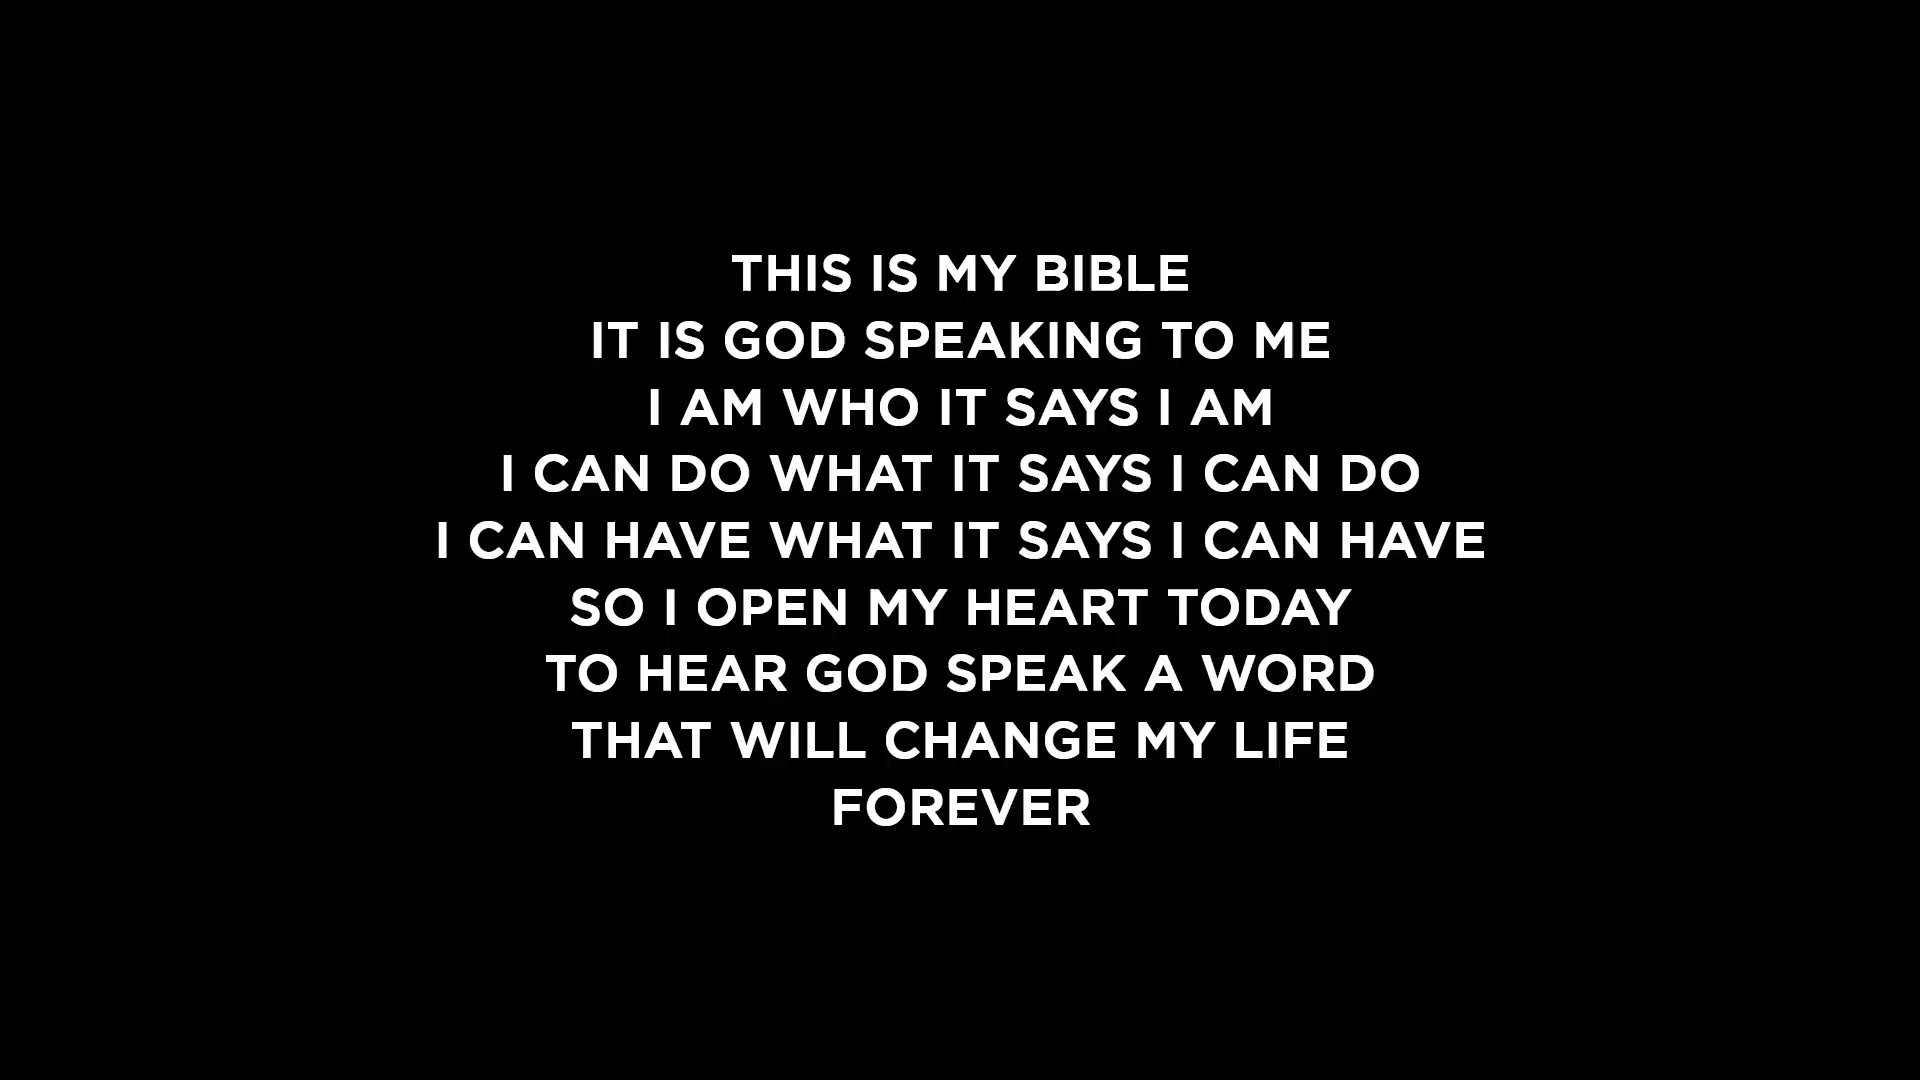 THIS IS MY BIBLE
IT IS GOD SPEAKING TO ME
I AM WHO IT SAYS I AM
I CAN DO WHAT IT SAYS I CAN DO
I CAN HAVE WHAT IT SAYS I CAN HAVE
SO I OPEN MY HEART TODAY
TO HEAR GOD SPEAK A WORD
THAT WILL CHANGE MY LIFE
FOREVER